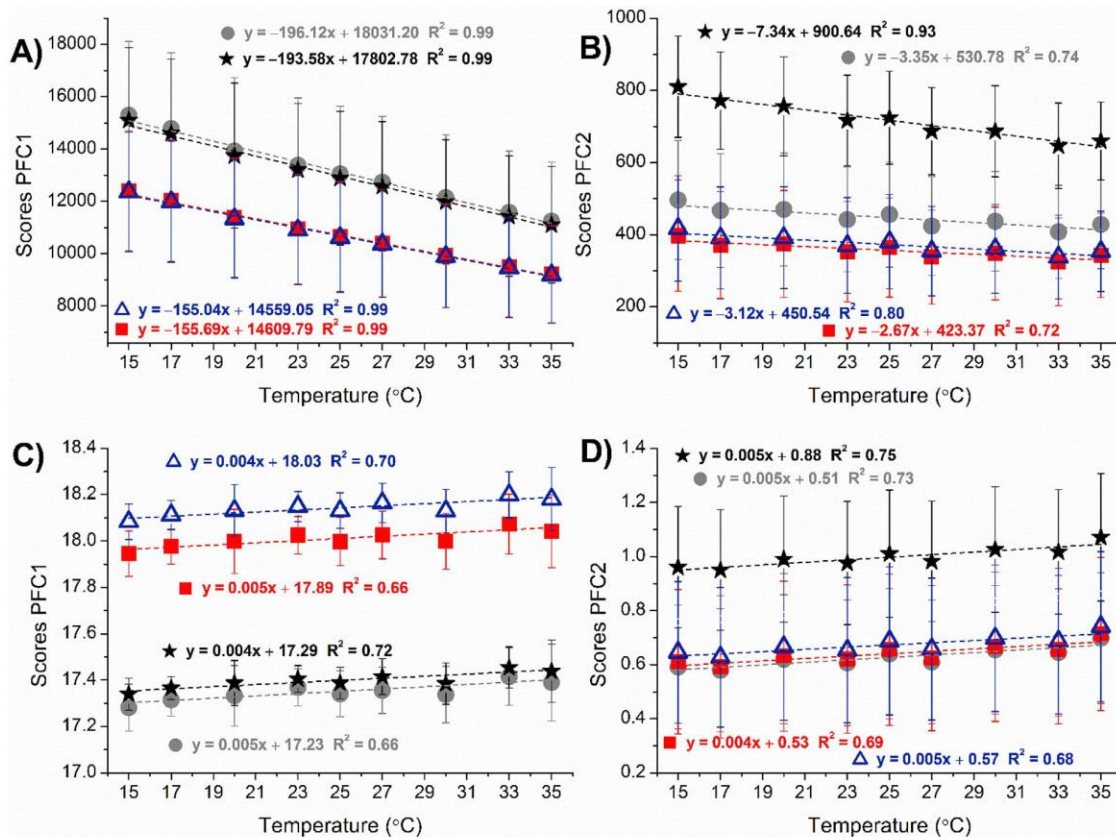 A)
y = −196.12x + 18031.20 R² = 0.99
y = −193.58x + 17802.78 R² = 0.99
18000
16000
14000
12000
10000
8000
Scores PFC1
y = −155.04x + 14559.05 R² = 0.99
y = −155.69x + 14609.79 R² = 0.99
15 17 19 21 23 25 27 29 31 33 35
Temperature (°C)
B)
y = −7.34x + 900.64 R² = 0.93
y = −3.35x + 530.78 R² = 0.74
1000
800
600
400
200
Scores PFC2
y = −3.12x + 450.54 R² = 0.80
y = −2.67x + 423.37 R² = 0.72
15 17 19 21 23 25 27 29 31 33 35
Temperature (°C)
C)
18.4
18.2
18.0
17.8
17.6
17.4
17.2
17.0
Scores PFC1
y = 0.004x + 18.03 R² = 0.70
y = 0.005x + 17.89 R² = 0.66
y = 0.004x + 17.29 R² = 0.72
y = 0.005x + 17.23 R² = 0.66
15 17 19 21 23 25 27 29 31 33 35
Temperature (°C)
D)
1.4
1.2
1.0
0.8
0.6
0.4
0.2
Scores PFC2
y = 0.005x + 0.88 R² = 0.75
y = 0.005x + 0.51 R² = 0.73
y = 0.004x + 0.53 R² = 0.69
y = 0.005x + 0.57 R² = 0.68
15 17 19 21 23 25 27 29 31 33 35
Temperature (°C)